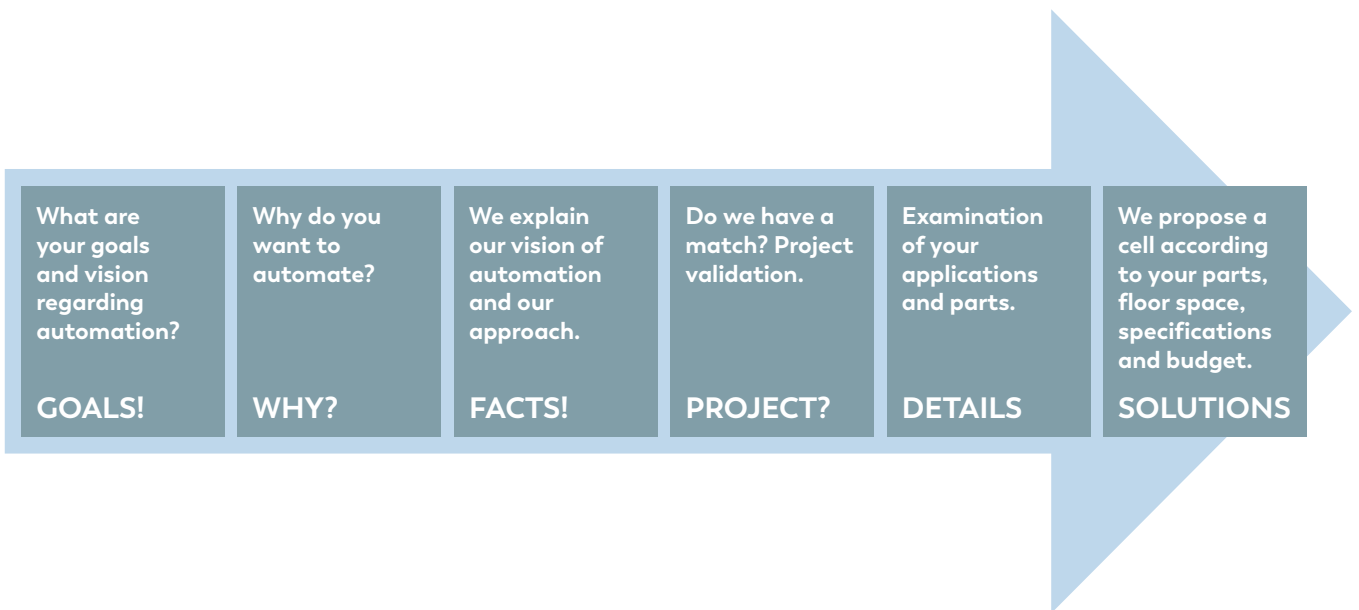 What are
your goals
and vision
regarding
automation?
GOALS!
Why do you
want to
automate?
WHY?
We explain
our vision of
automation
and our
approach.
FACTS!
Do we have a
match? Project
validation.
PROJECT?
Examination
of your
applications
and parts.
DETAILS
We propose a
cell according
to your parts,
floor space,
specifications
and budget.
SOLUTIONS